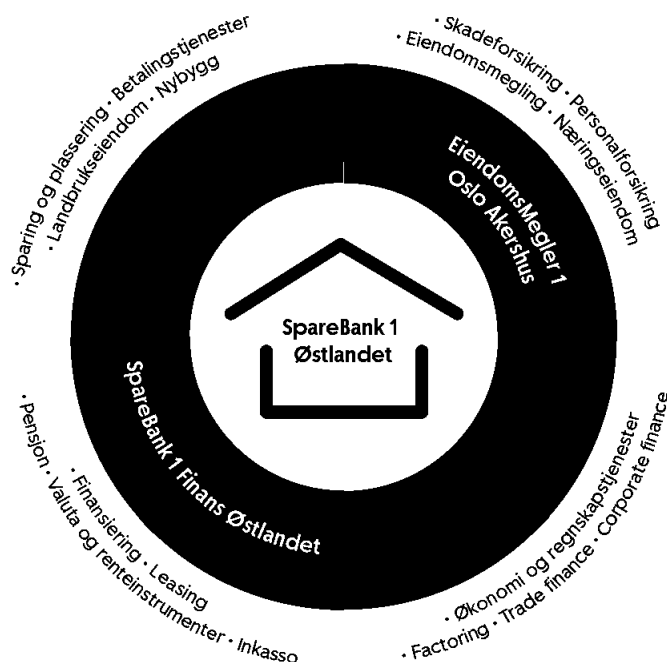 · Sparing og plassering · Betalingstjenester
· Landbrukseiendom · Nybygg
· Skadeforsikring · Personalforsikring
· Eiendomsmegling · Næringseiendom
EiendomsMegler 1
Oslo Akershus
SpareBank 1
Østlandet
SpareBank 1 Finans Østlandet
· Finansiering · Leasing
· Pensjon · Valuta og renteinstrumenter · Inkasso
· Økonomi og regnskapstjenester
· Factoring · Trade finance · Corporate finance